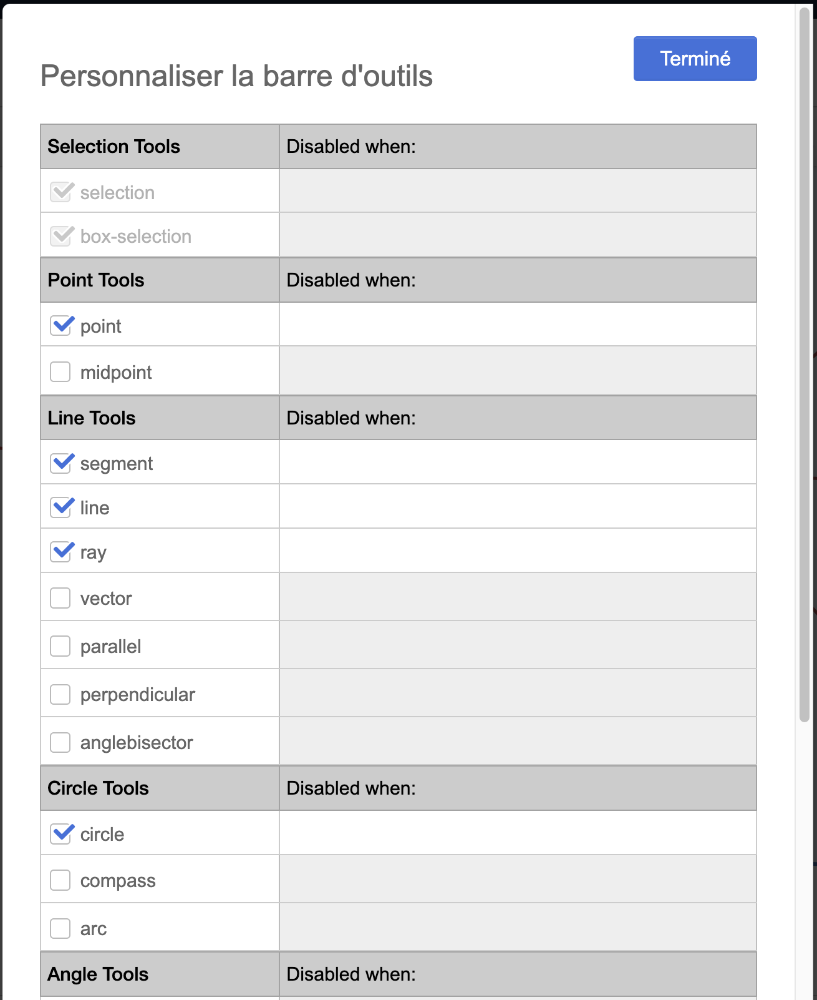 Terminé
Personnaliser la barre d'outils
Selection Tools Disabled when:
selection
box-selection
Point Tools Disabled when:
point
midpoint
Line Tools Disabled when:
segment
line
ray
vector
parallel
perpendicular
anglebisector
Circle Tools Disabled when:
circle
compass
arc
Angle Tools Disabled when: